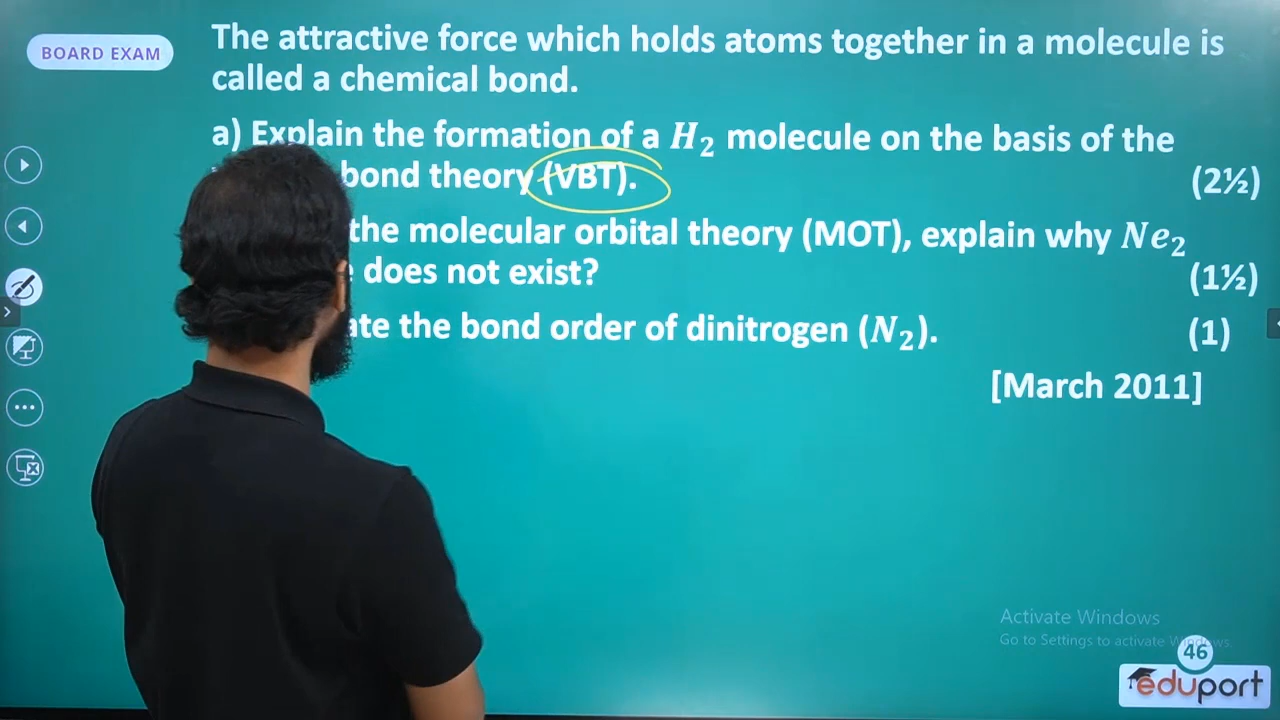 BOARD EXAM
The attractive force which holds atoms together in a molecule is
called a chemical bond.
a) Explain the formation of a H₂ molecule on the basis of the
bond theory (VBT). (2½)
the molecular orbital theory (MOT), explain why Ne₂
does not exist? (1½)
the bond order of dinitrogen (N₂). (1)
[March 2011]
Activate Windows
Go to Settings to activate Windows.
46
eduport